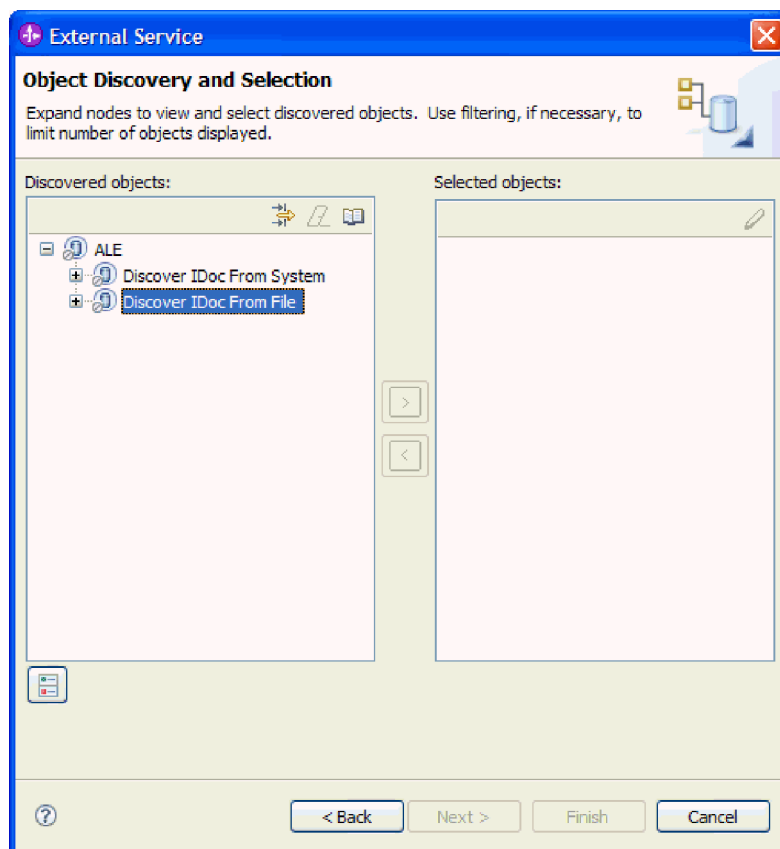 External Service
Object Discovery and Selection
Expand nodes to view and select discovered objects. Use filtering, if necessary, to
limit number of objects displayed.
Discovered objects:
Selected objects:
ALE
Discover IDoc From System
Discover IDoc From File
>
<
?
< Back
Next >
Finish
Cancel